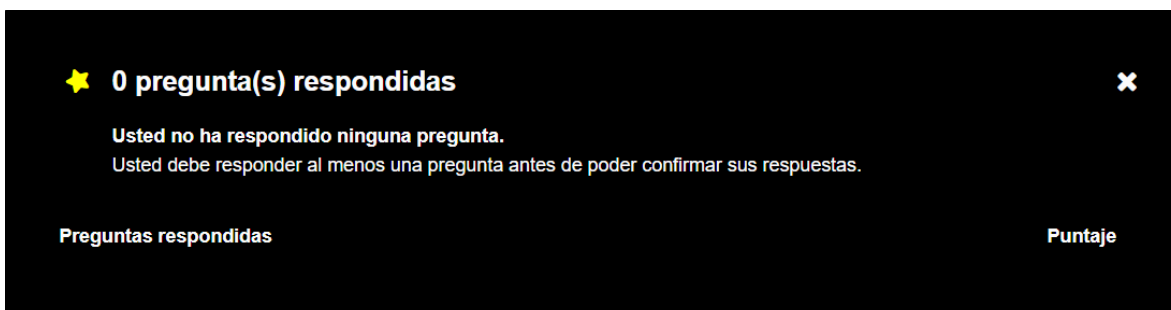 0 pregunta(s) respondidas
Usted no ha respondido ninguna pregunta.
Usted debe responder al menos una pregunta antes de poder confirmar sus respuestas.
Preguntas respondidas
Puntaje